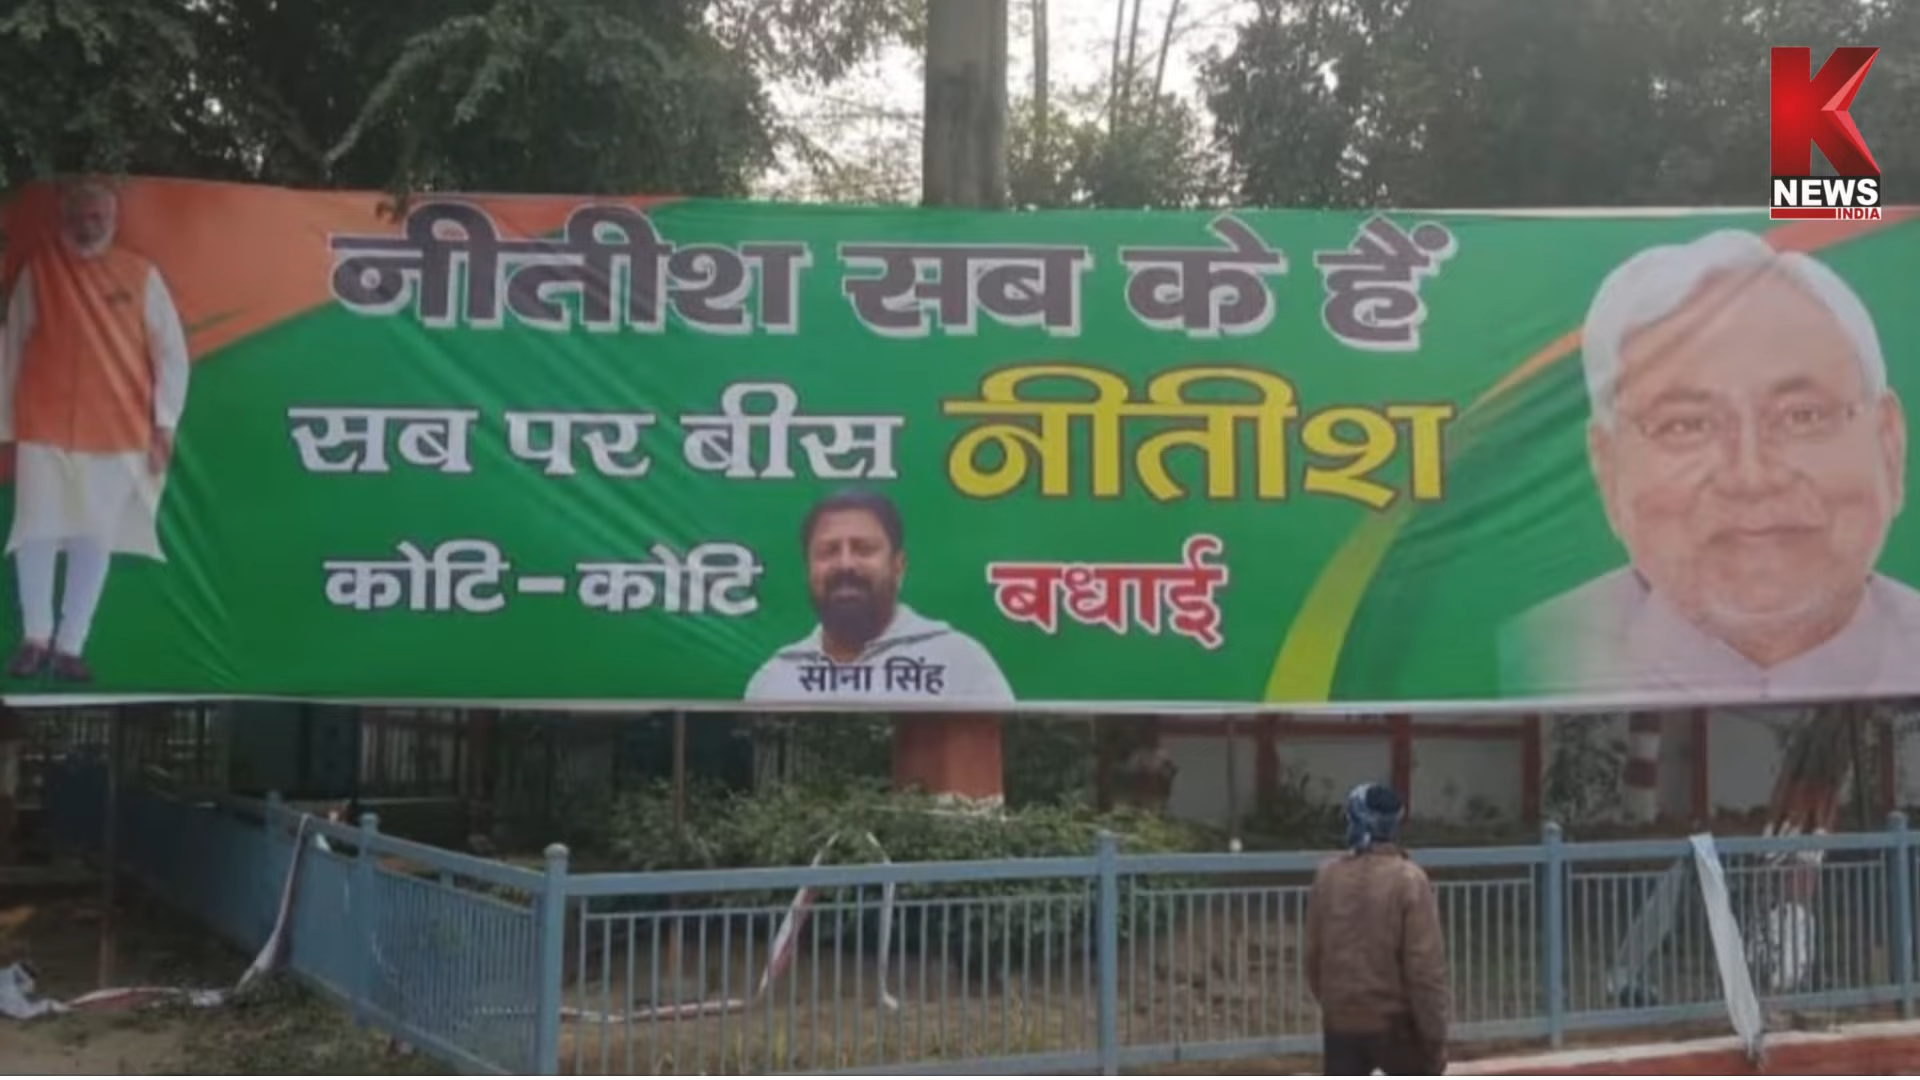 K
NEWS
INDIA
नीतीश सब के हैं
सब पर बीस नीतीश
कोटि-कोटि बधाई
सोना सिंह